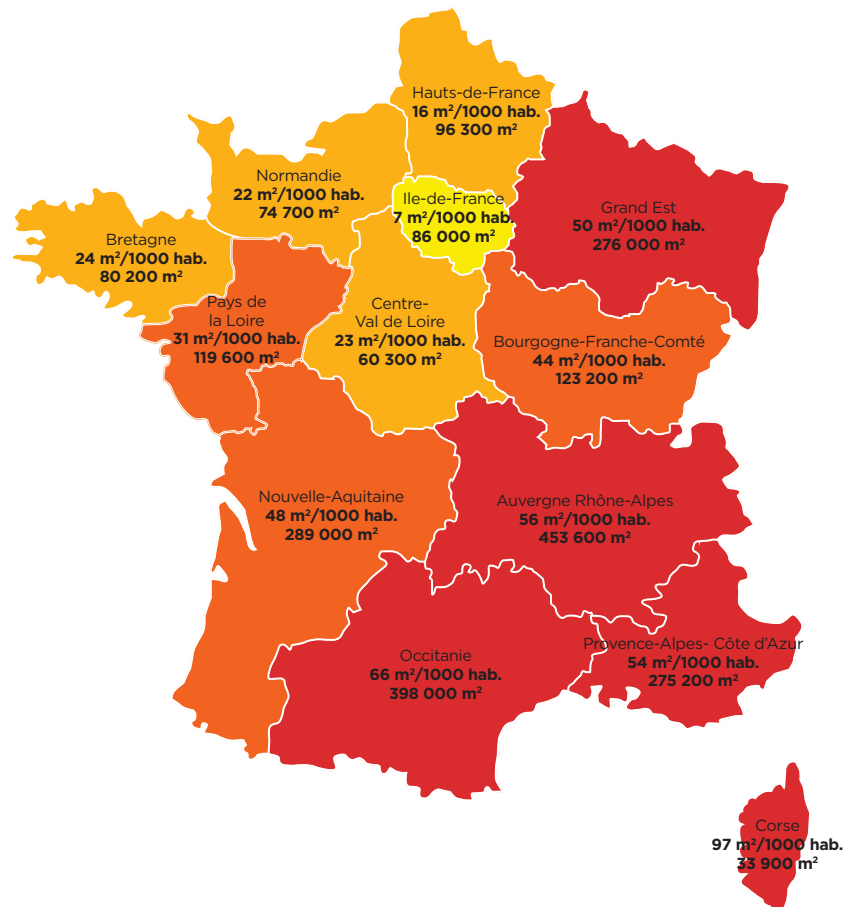 Hauts-de-France
16 m²/1000 hab.
96 300 m²
Normandie
22 m²/1000 hab.
74 700 m²
Ile-de-France
7 m²/1000 hab.
86 000 m²
Grand Est
50 m²/1000 hab.
276 000 m²
Bretagne
24 m²/1000 hab.
80 200 m²
Pays de
la Loire
31 m²/1000 hab.
119 600 m²
Centre-
Val de Loire
23 m²/1000 hab.
60 300 m²
Bourgogne-Franche-Comté
44 m²/1000 hab.
123 200 m²
Nouvelle-Aquitaine
48 m²/1000 hab.
289 000 m²
Auvergne Rhône-Alpes
56 m²/1000 hab.
453 600 m²
Occitanie
66 m²/1000 hab.
398 000 m²
Provence-Alpes- Côte d'Azur
54 m²/1000 hab.
275 200 m²
Corse
97 m²/1000 hab.
33 900 m²